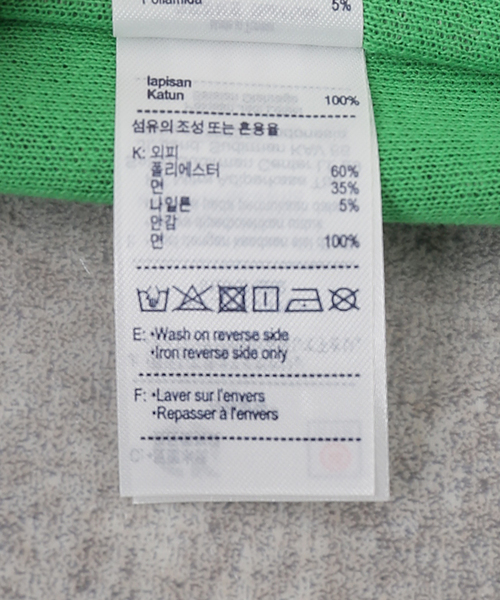 Poliamida 5%
lapisan
Katun 100%
섬유의 조성 또는 혼용율
K: 외피
폴리에스터 60%
면 35%
나일론 5%
안감
면 100%
E: •Wash on reverse side
•Iron reverse side only
F: •Laver sur l'envers
•Repasser à l'envers